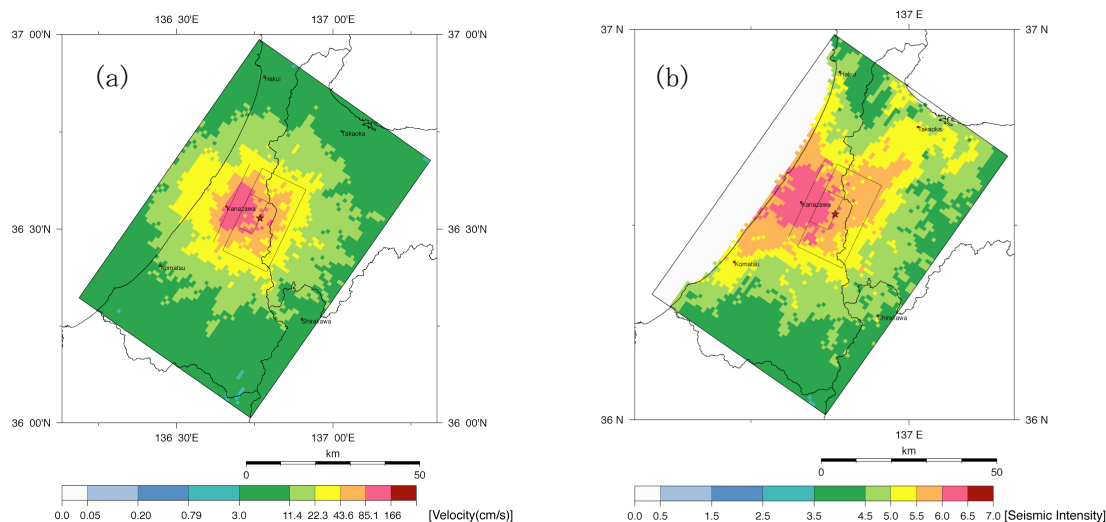 136 30'E 137 00'E
37 00'N 37 00'N
(a)
Hakui
Takaoka
Kanazawa
36 30'N 36 30'N
Komatsu
Shirakawa
36 00'N 36 00'N
136 30'E 137 00'E
km
0 50
0.0 0.05 0.20 0.79 3.0 11.4 22.3 43.6 85.1 166 [Velocity(cm/s)]
137 E
37 N 37 N
(b)
Hakui
Takaoka
Kanazawa
Komatsu
Shirakawa
36 N 36 N
137 E
km
0 50
0.0 0.5 1.5 2.5 3.5 4.5 5.0 5.5 6.0 6.5 7.0 [Seismic Intensity]